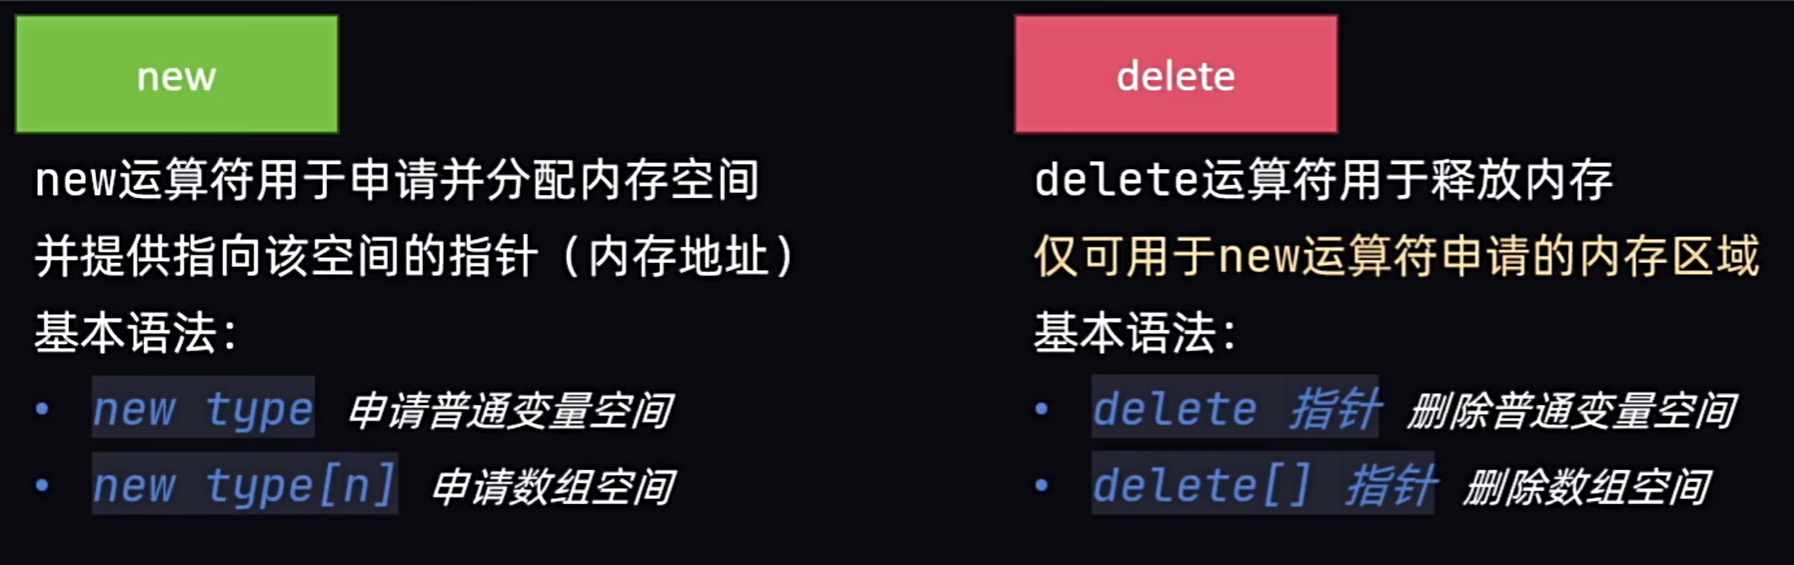 new
new运算符用于申请并分配内存空间
并提供指向该空间的指针（内存地址）
基本语法：
• new type 申请普通变量空间
• new type[n] 申请数组空间
delete
delete运算符用于释放内存
仅可用于new运算符申请的内存区域
基本语法：
• delete 指针 删除普通变量空间
• delete[] 指针 删除数组空间